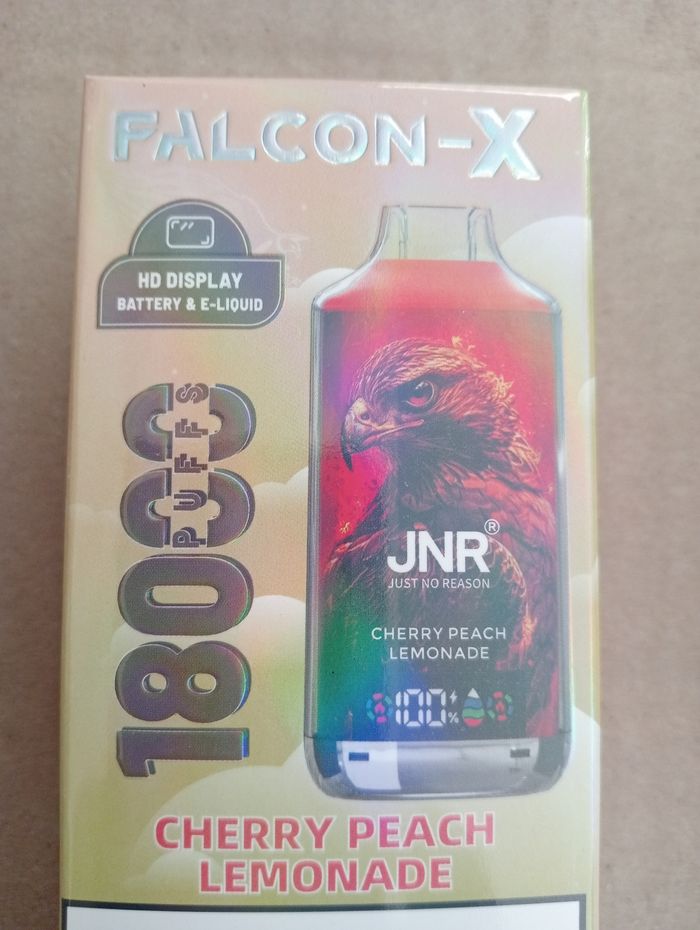 FALCON-X
HD DISPLAY
BATTERY & E-LIQUID
18000
PUFFS
JNR®
JUST NO REASON
CHERRY PEACH
LEMONADE
100%
CHERRY PEACH
LEMONADE